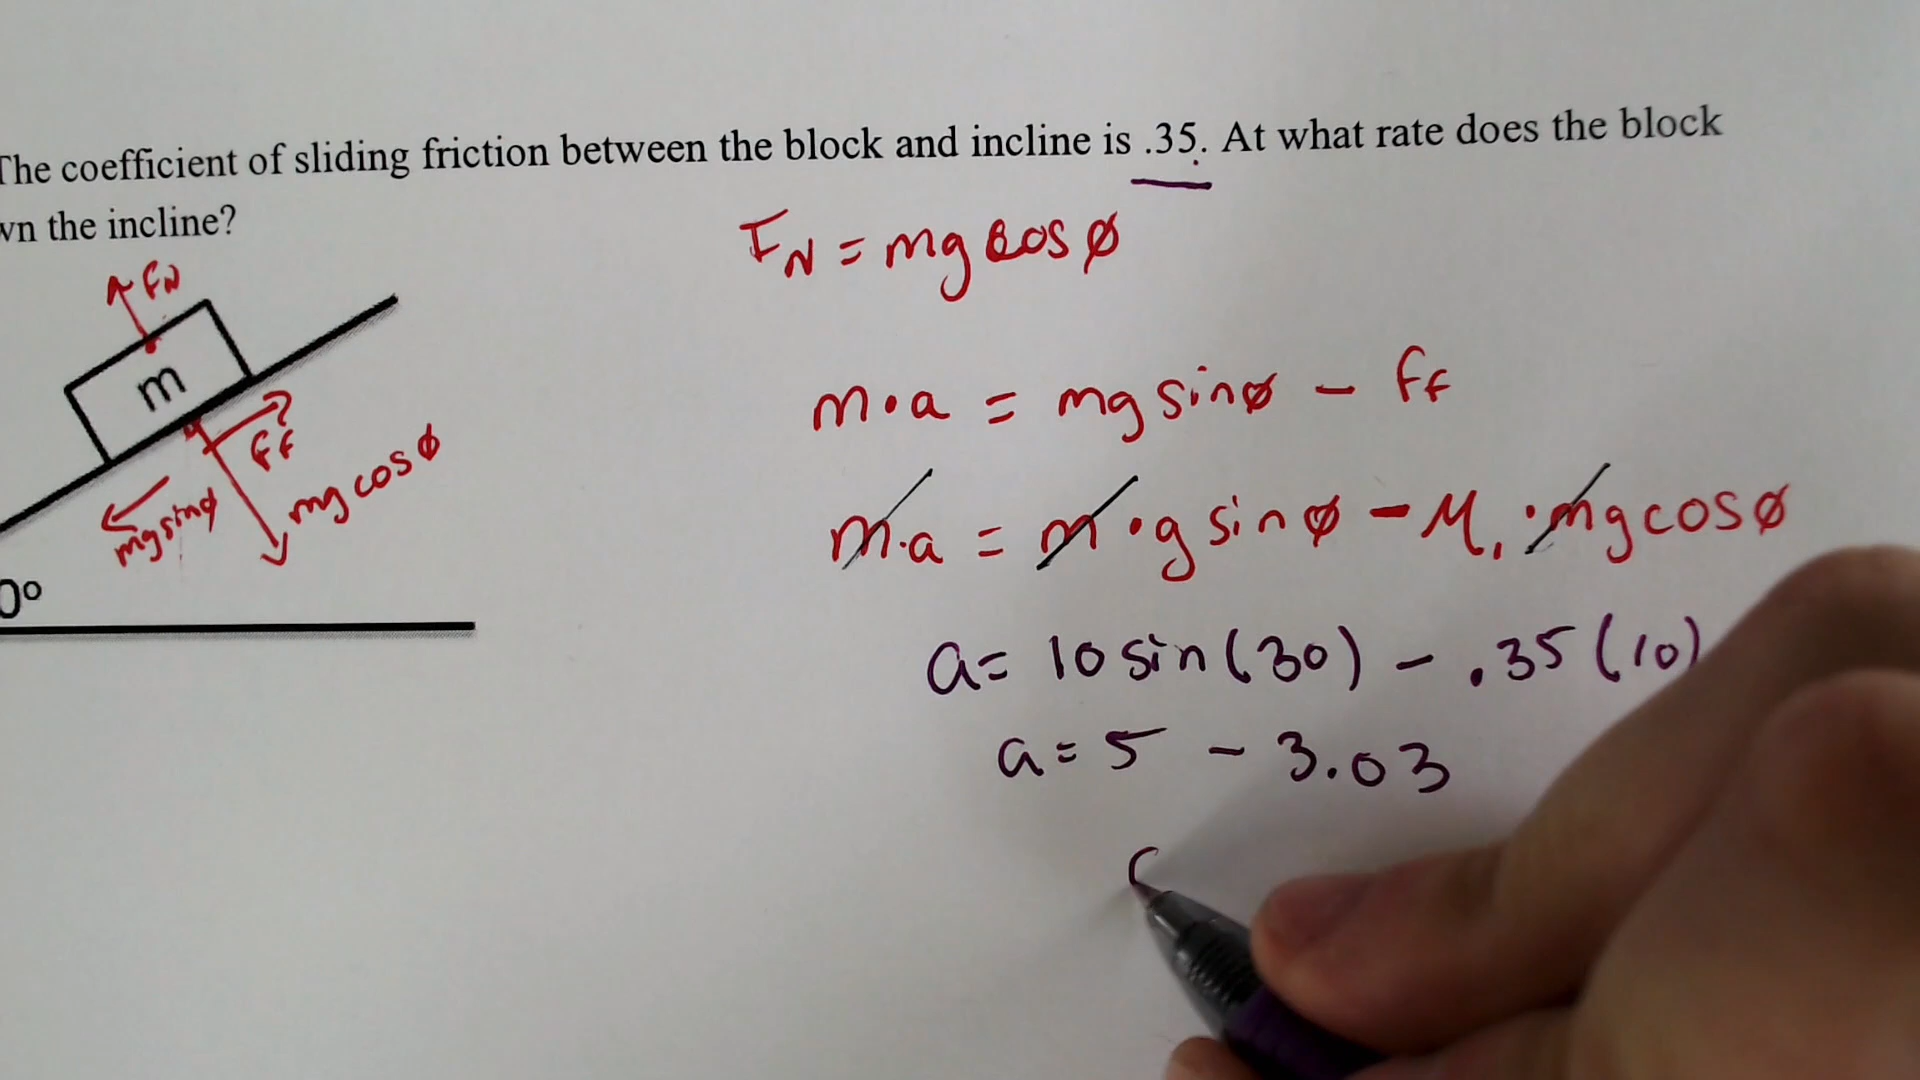 The coefficient of sliding friction between the block and incline is .35. At what rate does the block
wn the incline?
FN = mg cos ø
FN
m
m·a = mg sinø - Ff
Ff
mg cos ø
mg sinø
m·a = m·g sin ø - M. ·mg cos ø
0°
a= 10 sin(30) - .35(10)
a= 5 - 3.03